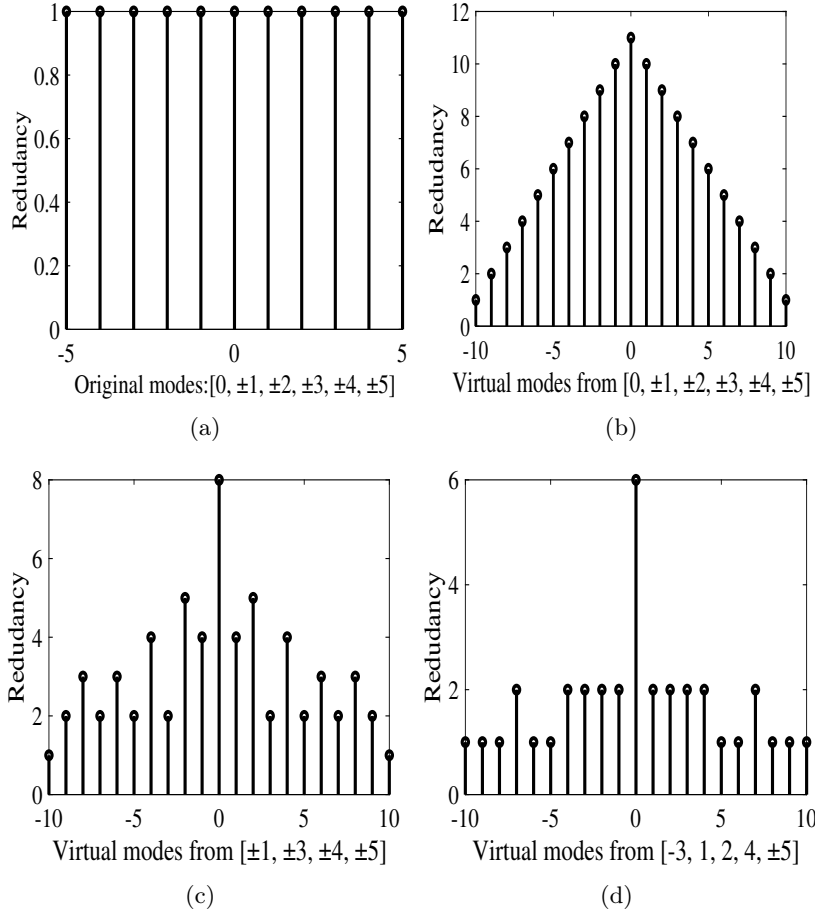 1
0.8
0.6
0.4
0.2
0
Redudancy
-5 0 5
Original modes:[0, ±1, ±2, ±3, ±4, ±5]
(a)
12
10
8
6
4
2
0
Redudancy
-10 -5 0 5 10
Virtual modes from [0, ±1, ±2, ±3, ±4, ±5]
(b)
8
6
4
2
0
Redudancy
-10 -5 0 5 10
Virtual modes from [±1, ±3, ±4, ±5]
(c)
6
4
2
0
Redudancy
-10 -5 0 5 10
Virtual modes from [-3, 1, 2, 4, ±5]
(d)